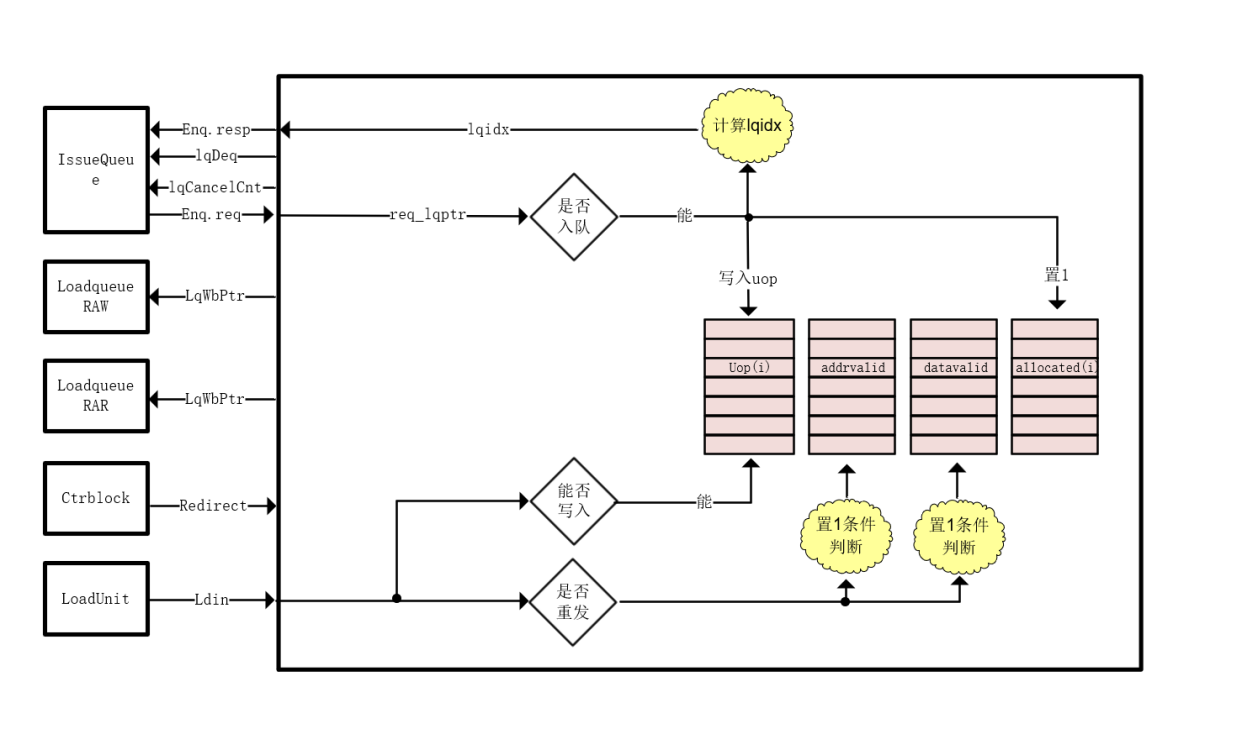 计算lqidx
Enq.resp
lqidx
IssueQueu
e
lqDeq
lqCancelCnt
Enq.req
req_lqptr
是否
入队
能
写入uop
置1
Loadqueue
RAW
LqWbPtr
Uop(i)
addrvalid
datavalid
allocated(i)
Loadqueue
RAR
LqWbPtr
Ctrblock
Redirect
能否
写入
能
置1条件
判断
置1条件
判断
LoadUnit
Ldin
是否
重发